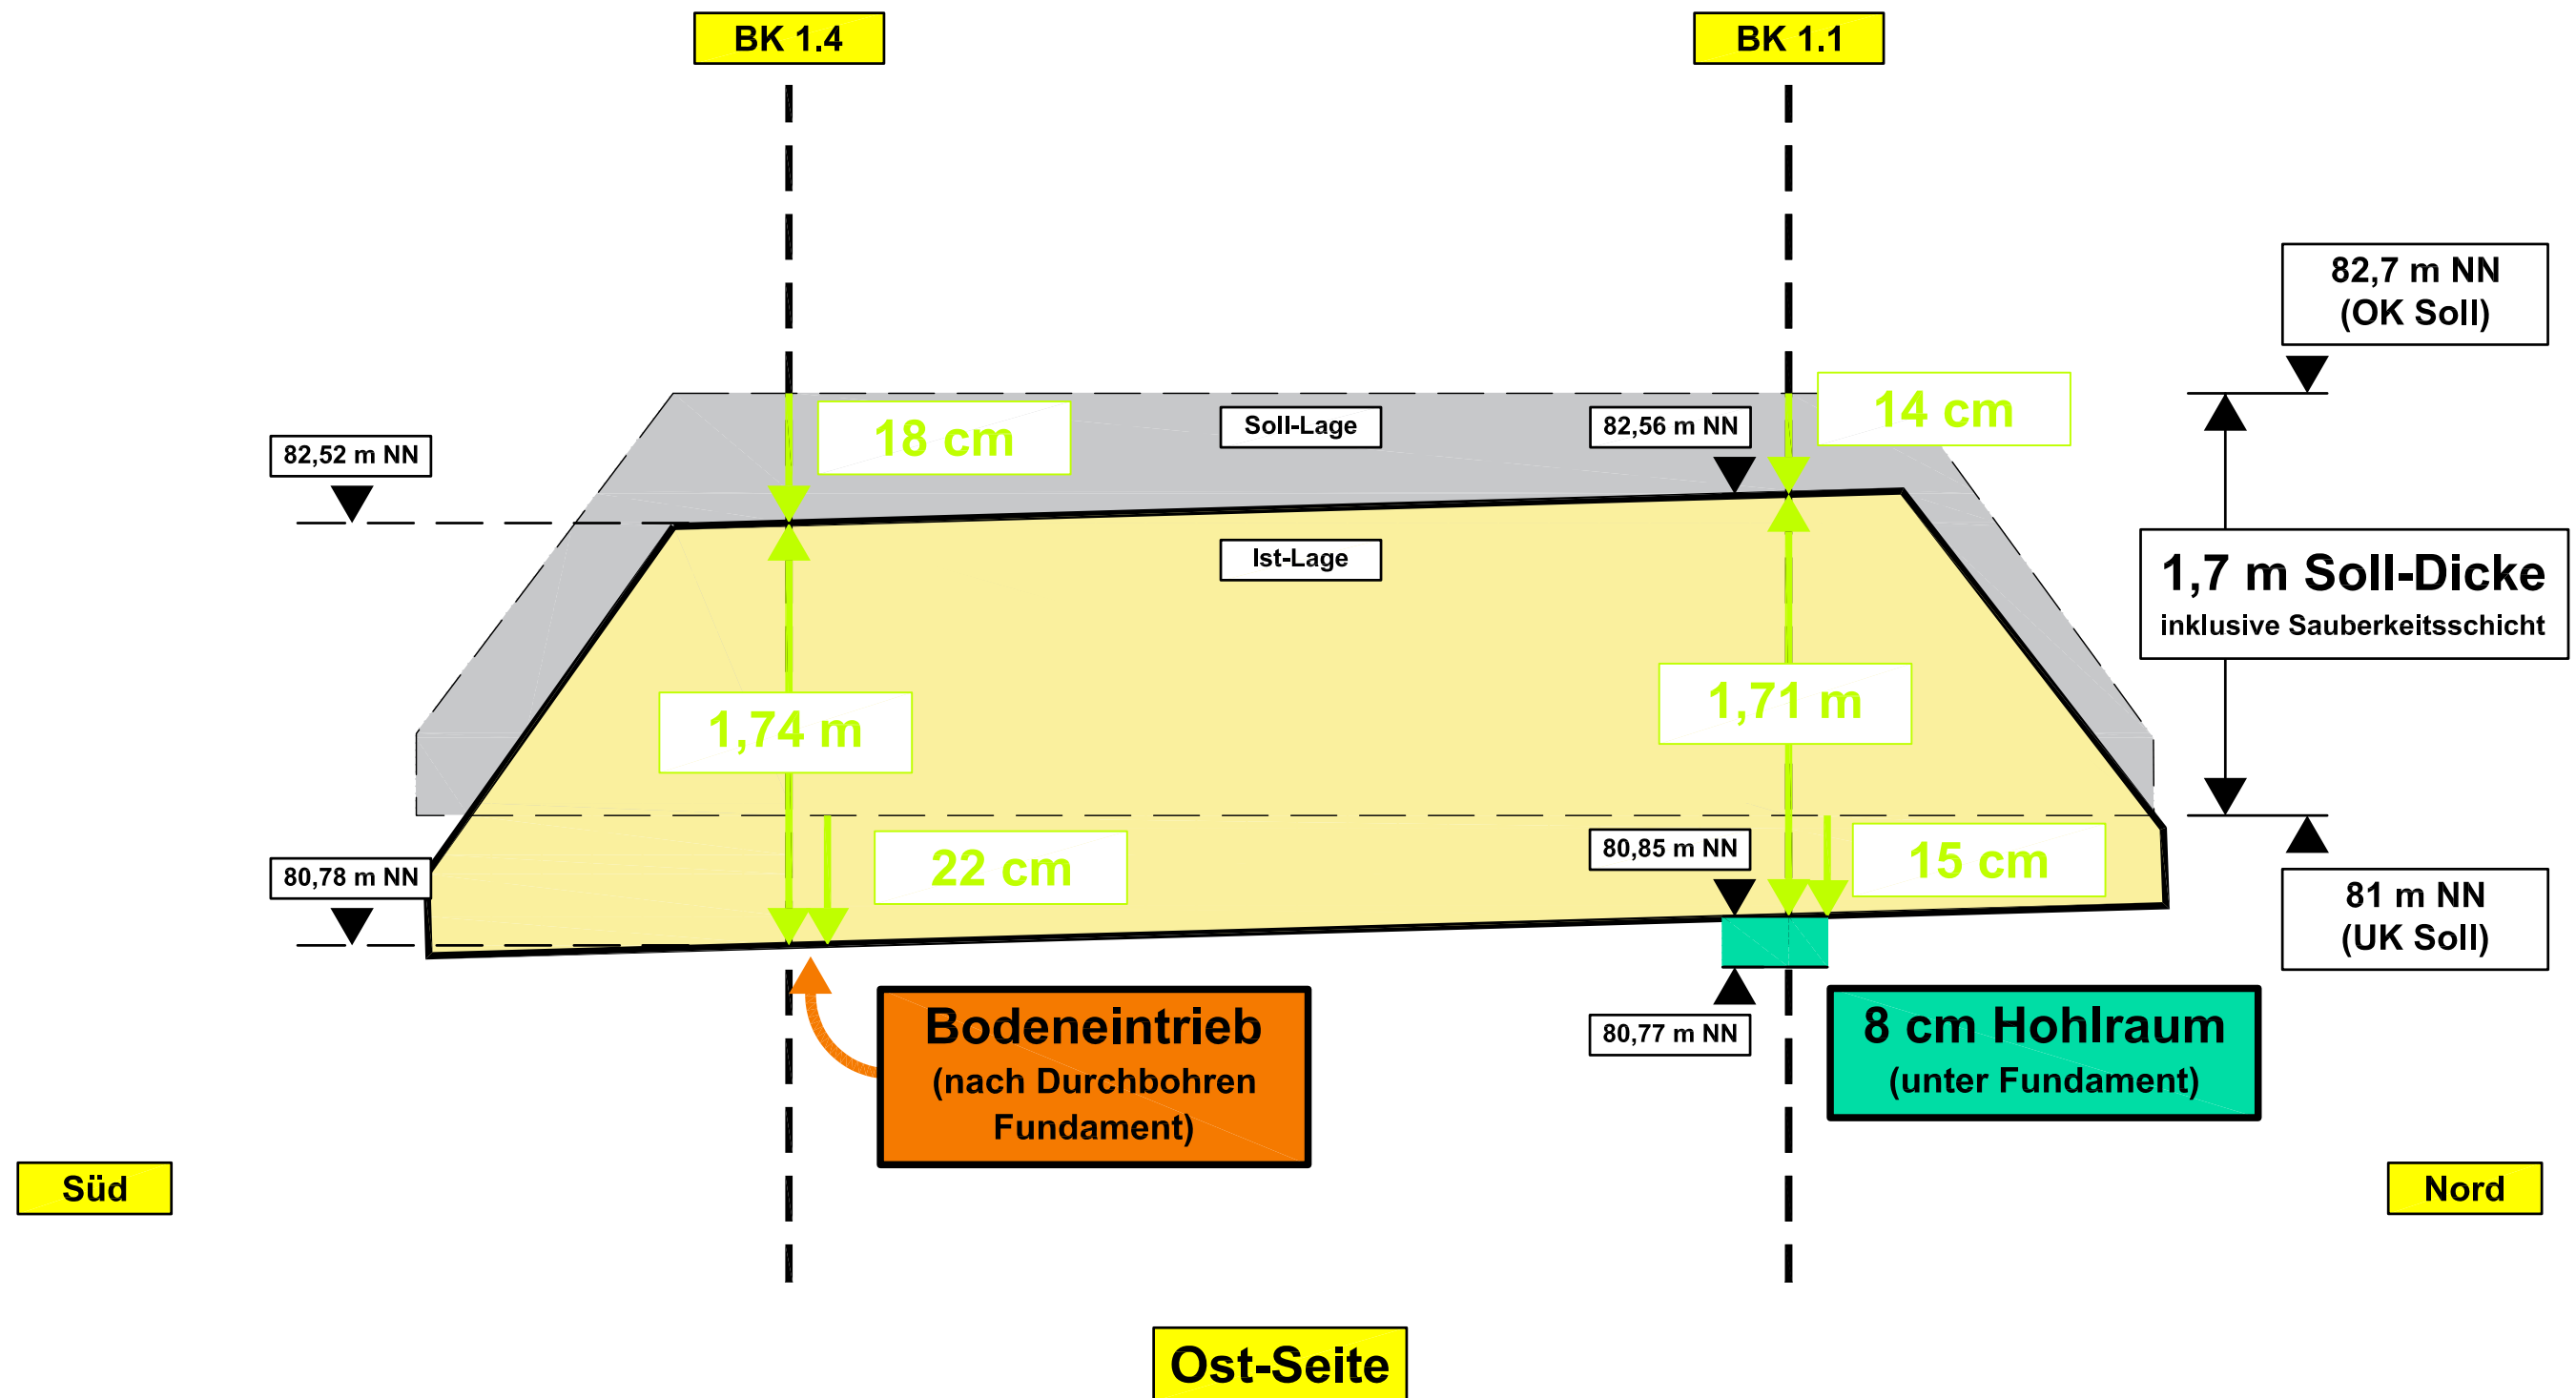 BK 1.4
BK 1.1
82,7 m NN
(OK Soll)
14 cm
18 cm
Soll-Lage
82,56 m NN
82,52 m NN
Ist-Lage
1,7 m Soll-Dicke
inklusive Sauberkeitsschicht
1,74 m
1,71 m
22 cm
80,85 m NN
15 cm
80,78 m NN
81 m NN
(UK Soll)
Bodeneintrieb
(nach Durchbohren
Fundament)
80,77 m NN
8 cm Hohlraum
(unter Fundament)
Süd
Nord
Ost-Seite